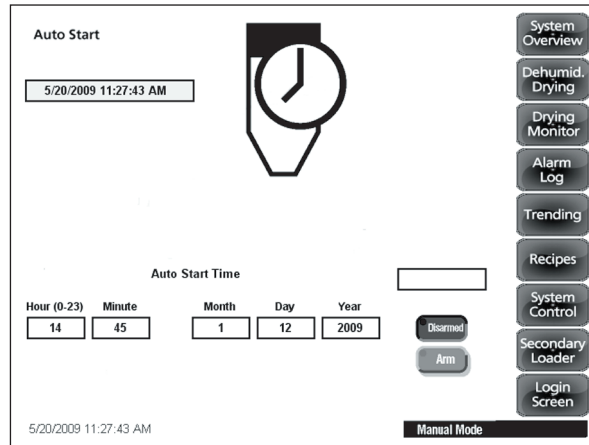 Auto Start
5/20/2009 11:27:43 AM
Auto Start Time
Hour (0-23) Minute Month Day Year
14 45 1 12 2009
Disarmed
Arm
5/20/2009 11:27:43 AM
Manual Mode
System
Overview
Dehumid.
Drying
Drying
Monitor
Alarm
Log
Trending
Recipes
System
Control
Secondary
Loader
Login
Screen